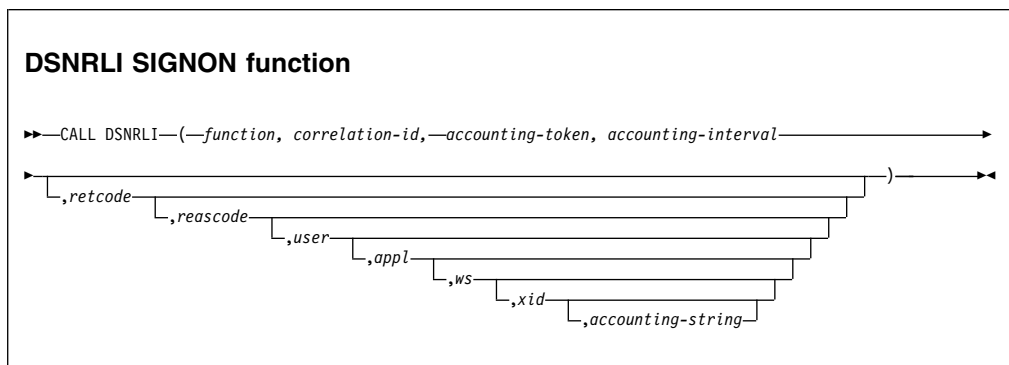 DSNRLI SIGNON function
CALL DSNRLI ( function, correlation-id, accounting-token, accounting-interval
)
,retcode
,reascode
,user
,appl
,ws
,xid
,accounting-string